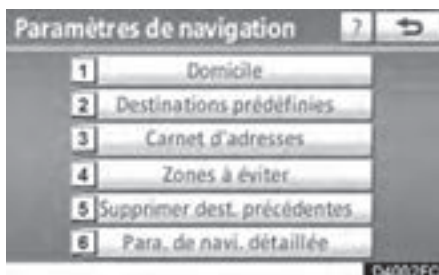 Paramètres de navigation ?
1 Domicile
2 Destinations prédéfinies
3 Carnet d'adresses
4 Zones à éviter
5 Supprimer dest. précédentes
6 Para. de navi. détaillée